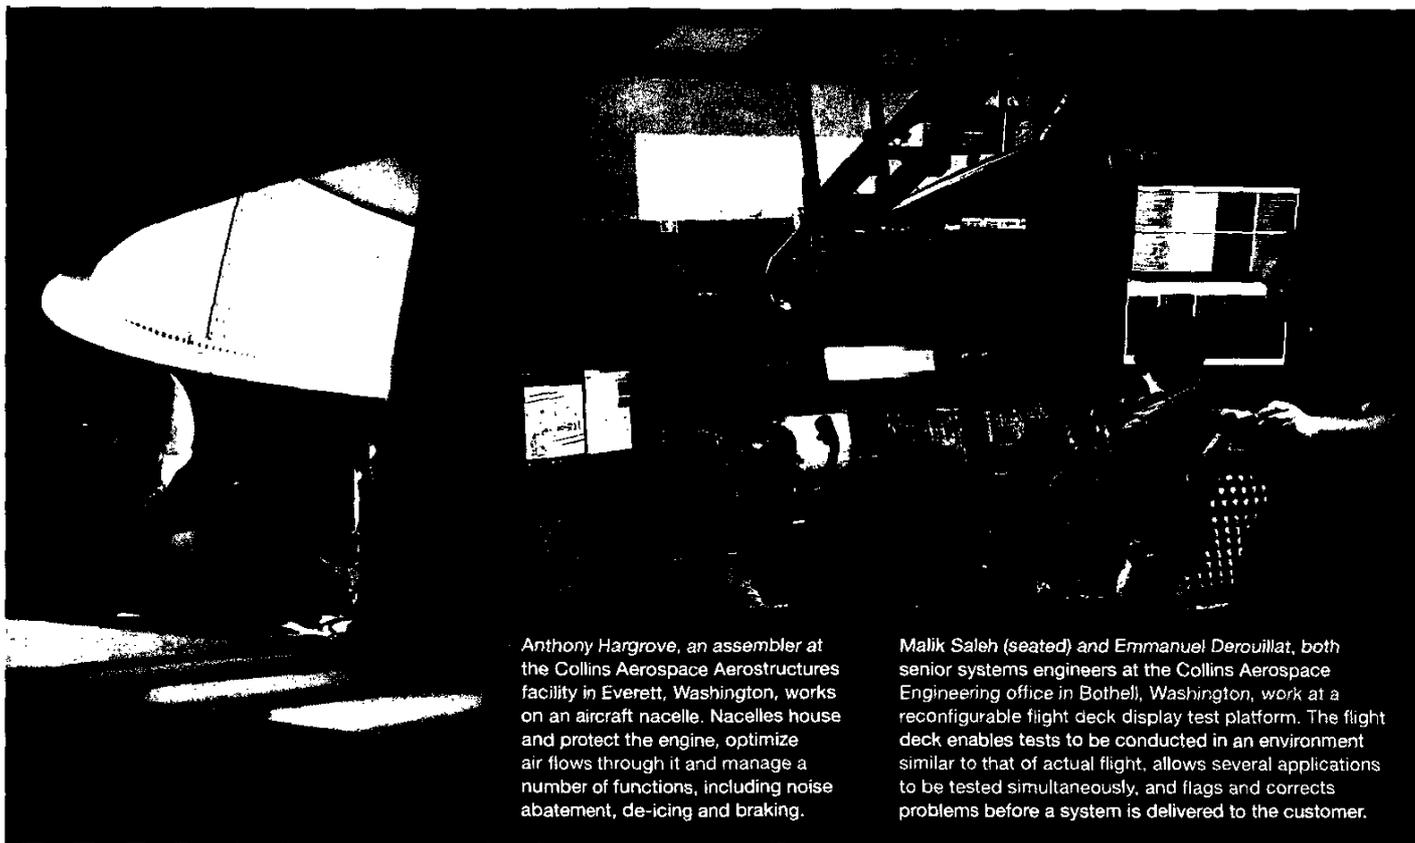 Anthony Hargrove, an assembler at
the Collins Aerospace Aerostructures
facility in Everett, Washington, works
on an aircraft nacelle. Nacelles house
and protect the engine, optimize
air flows through it and manage a
number of functions, including noise
abatement, de-icing and braking.
Malik Saleh (seated) and Emmanuel Derouillat, both
senior systems engineers at the Collins Aerospace
Engineering office in Bothell, Washington, work at a
reconfigurable flight deck display test platform. The flight
deck enables tests to be conducted in an environment
similar to that of actual flight, allows several applications
to be tested simultaneously, and flags and corrects
problems before a system is delivered to the customer.